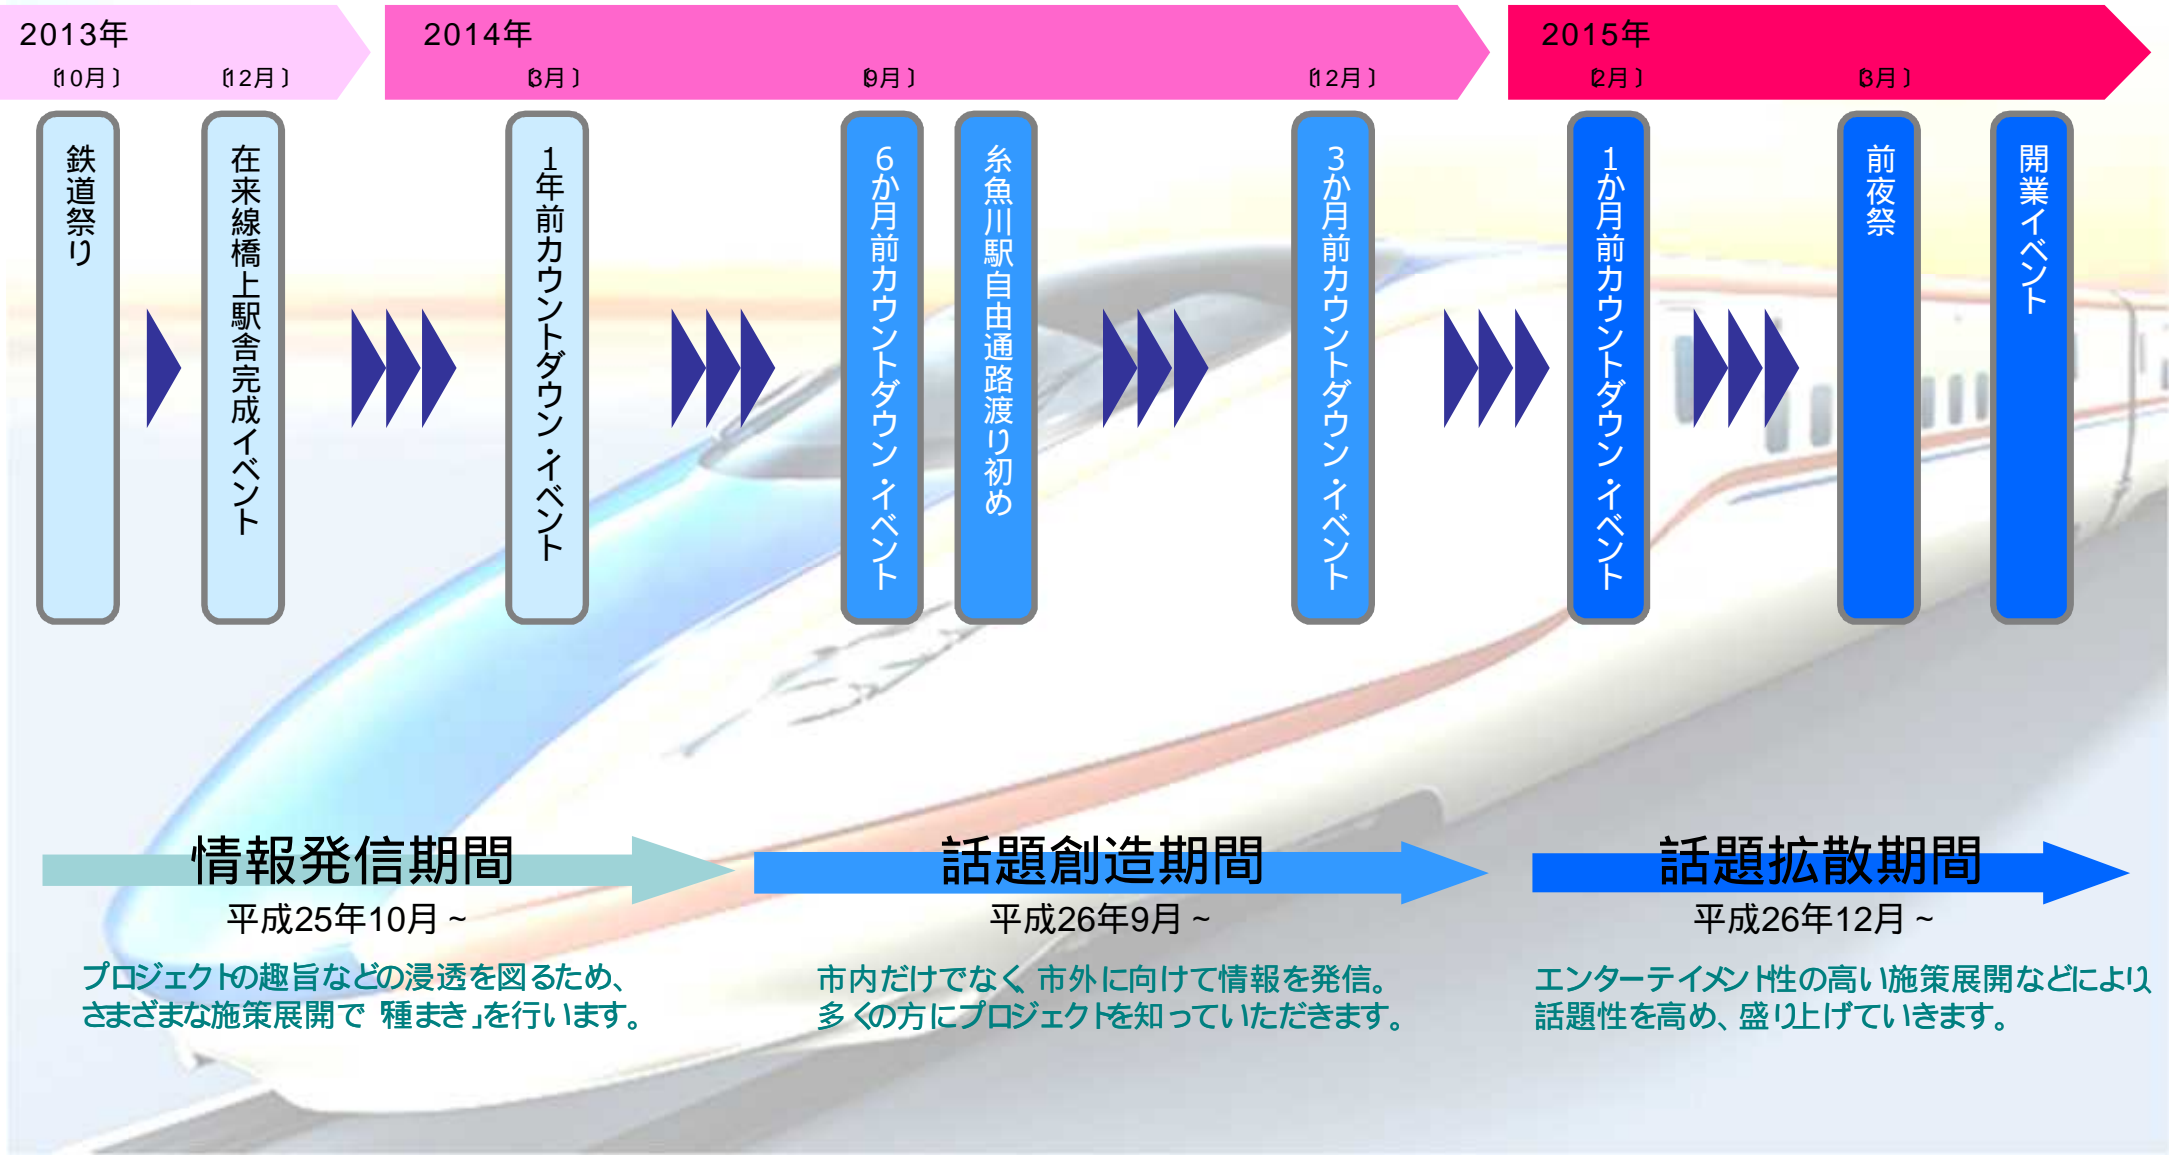 2013年
〔10月〕
〔12月〕
2014年
〔3月〕
〔9月〕
〔12月〕
2015年
〔2月〕
〔3月〕
鉄道祭り
在来線橋上駅舎完成イベント
1年前カウントダウン・イベント
6か月前カウントダウン・イベント
糸魚川駅自由通路渡り初め
3か月前カウントダウン・イベント
1か月前カウントダウン・イベント
前夜祭
開業イベント
情報発信期間
平成25年10月~
プロジェクトの趣旨などの浸透を図るため、
さまざまな施策展開で「種まき」を行います。
話題創造期間
平成26年9月~
市内だけでなく、市外に向けて情報を発信。
多くの方にプロジェクトを知っていただきます。
話題拡散期間
平成26年12月~
エンターテイメント性の高い施策展開などにより、
話題性を高め、盛り上げていきます。